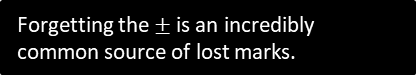 Forgetting the ± is an incredibly
common source of lost marks.